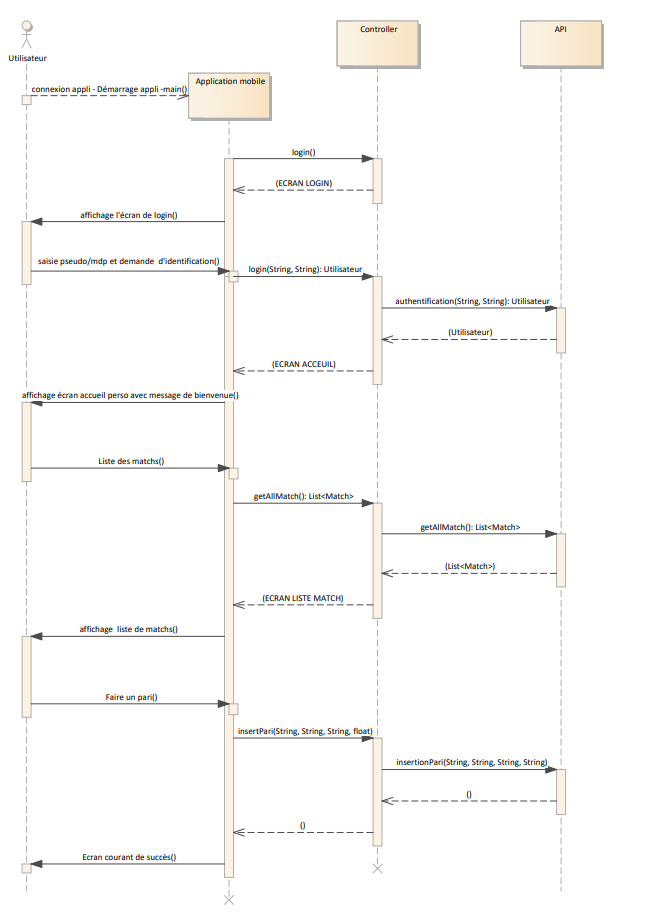 Controller
API
Utilisateur
Application mobile
connexion appli - Démarrage appli -main()
login()
(ECRAN LOGIN)
affichage l'écran de login()
saisie pseudo/mdp et demande d'identification()
login(String, String): Utilisateur
authentification(String, String): Utilisateur
(Utilisateur)
(ECRAN ACCEUIL)
affichage écran accueil perso avec message de bienvenue()
Liste des matchs()
getAllMatch(): List<Match>
getAllMatch(): List<Match>
(List<Match>)
(ECRAN LISTE MATCH)
affichage liste de matchs()
Faire un pari()
insertPari(String, String, String, float)
insertionPari(String, String, String, String)
()
()
Ecran courant de succès()